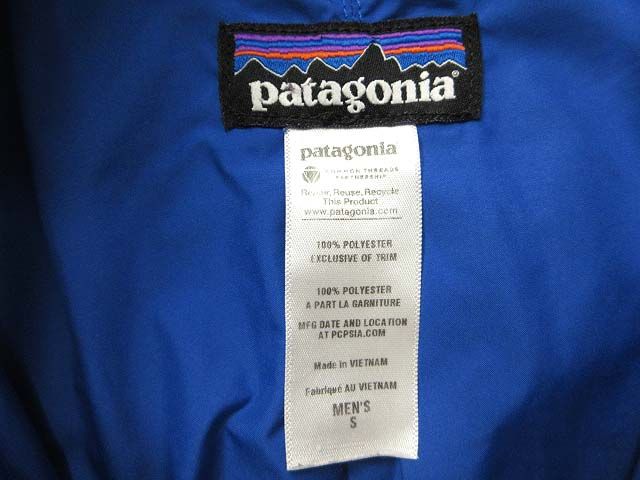 patagonia®
patagonia
COMMON THREADS
PARTNERSHIP
Repair, Reuse, Recycle
This Product
www.patagonia.com
100% POLYESTER
EXCLUSIVE OF TRIM
100% POLYESTER
A PART LA GARNITURE
MFG DATE AND LOCATION
AT PCPSIA.COM
Made in VIETNAM
Fabriqué AU VIETNAM
MEN'S
S